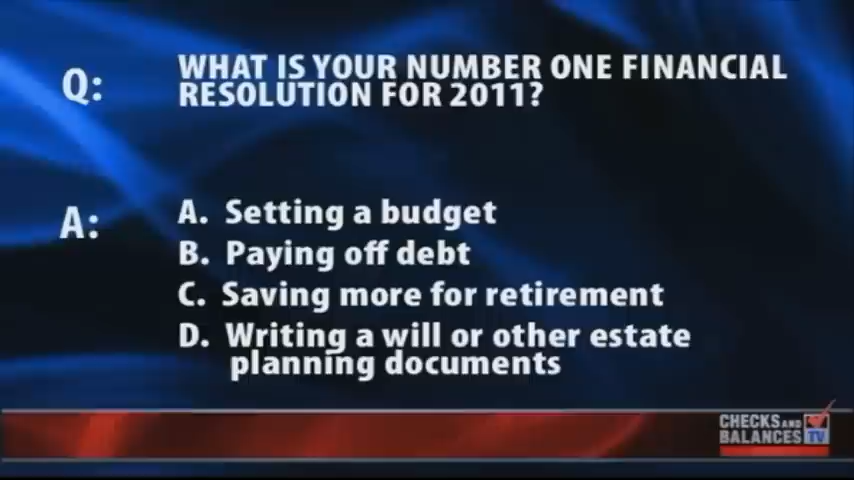 Q: WHAT IS YOUR NUMBER ONE FINANCIAL
RESOLUTION FOR 2011?
A: A. Setting a budget
B. Paying off debt
C. Saving more for retirement
D. Writing a will or other estate
planning documents
CHECKS AND
BALANCES TV